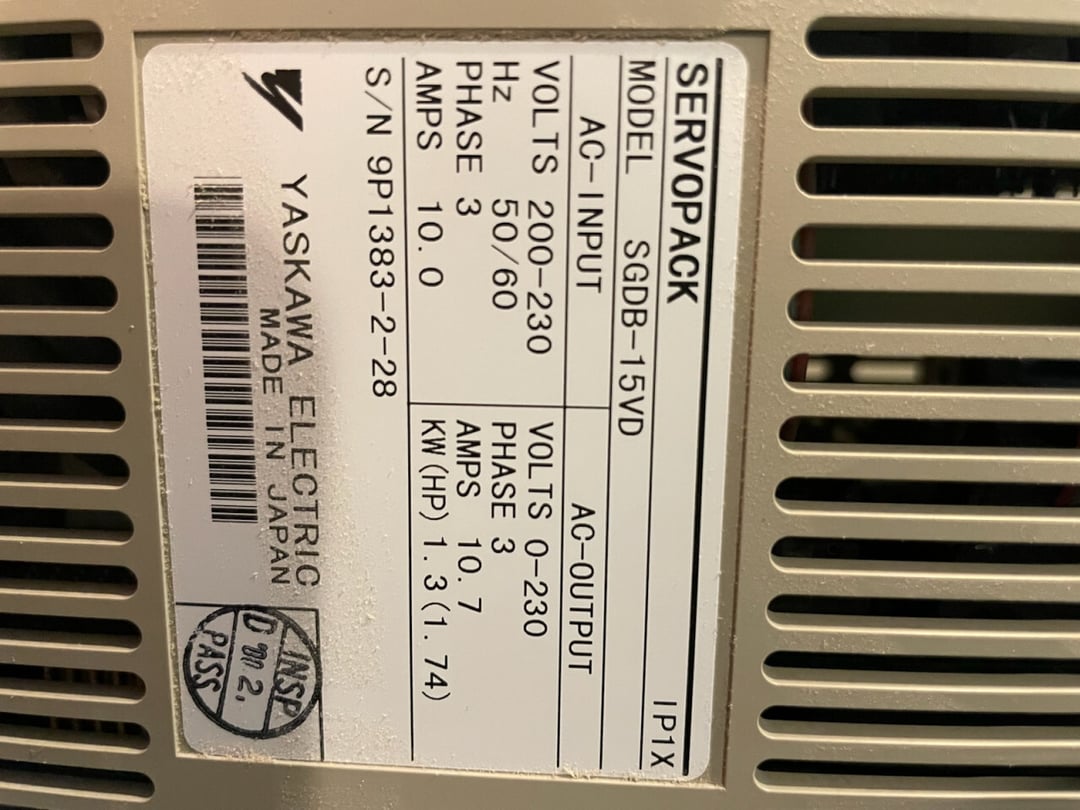 SERVOPACK
IP1X
MODEL SGDB-15VD
AC-INPUT
VOLTS 200-230
Hz 50/60
PHASE 3
AMPS 10.0
AC-OUTPUT
VOLTS 0-230
PHASE 3
AMPS 10.7
KW(HP) 1.3(1.74)
S/N 9P1383-2-28
YASKAWA ELECTRIC
MADE IN JAPAN
INSP
PASS